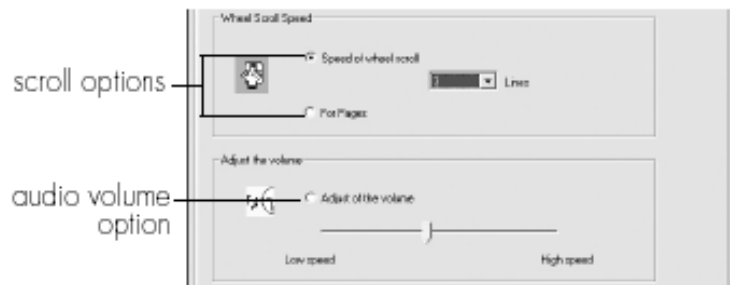 Wheel Scroll Speed
scroll options
Speed of wheel scroll
Lines
For Pages
Adjust the volume
audio volume
option
Adjust of the volume
Low speed High speed